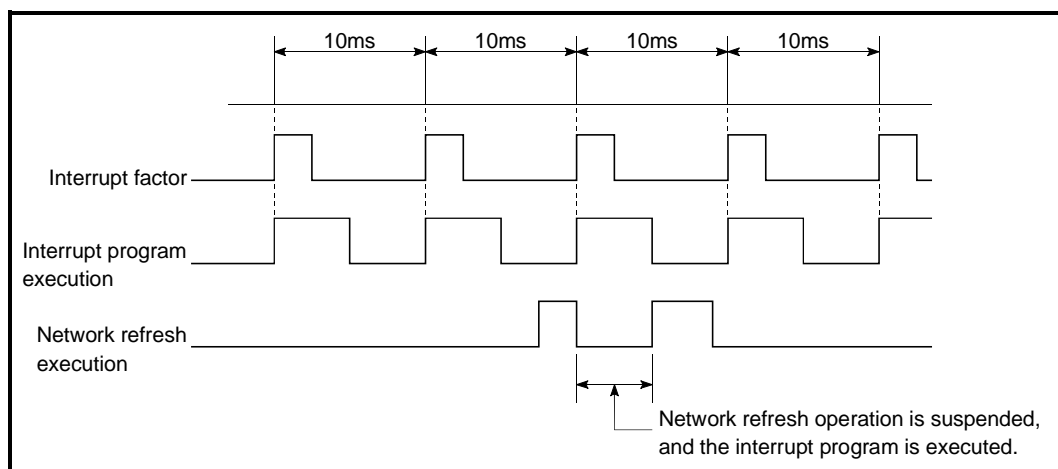 10ms 10ms 10ms 10ms
Interrupt factor
Interrupt program
execution
Network refresh
execution
Network refresh operation is suspended,
and the interrupt program is executed.